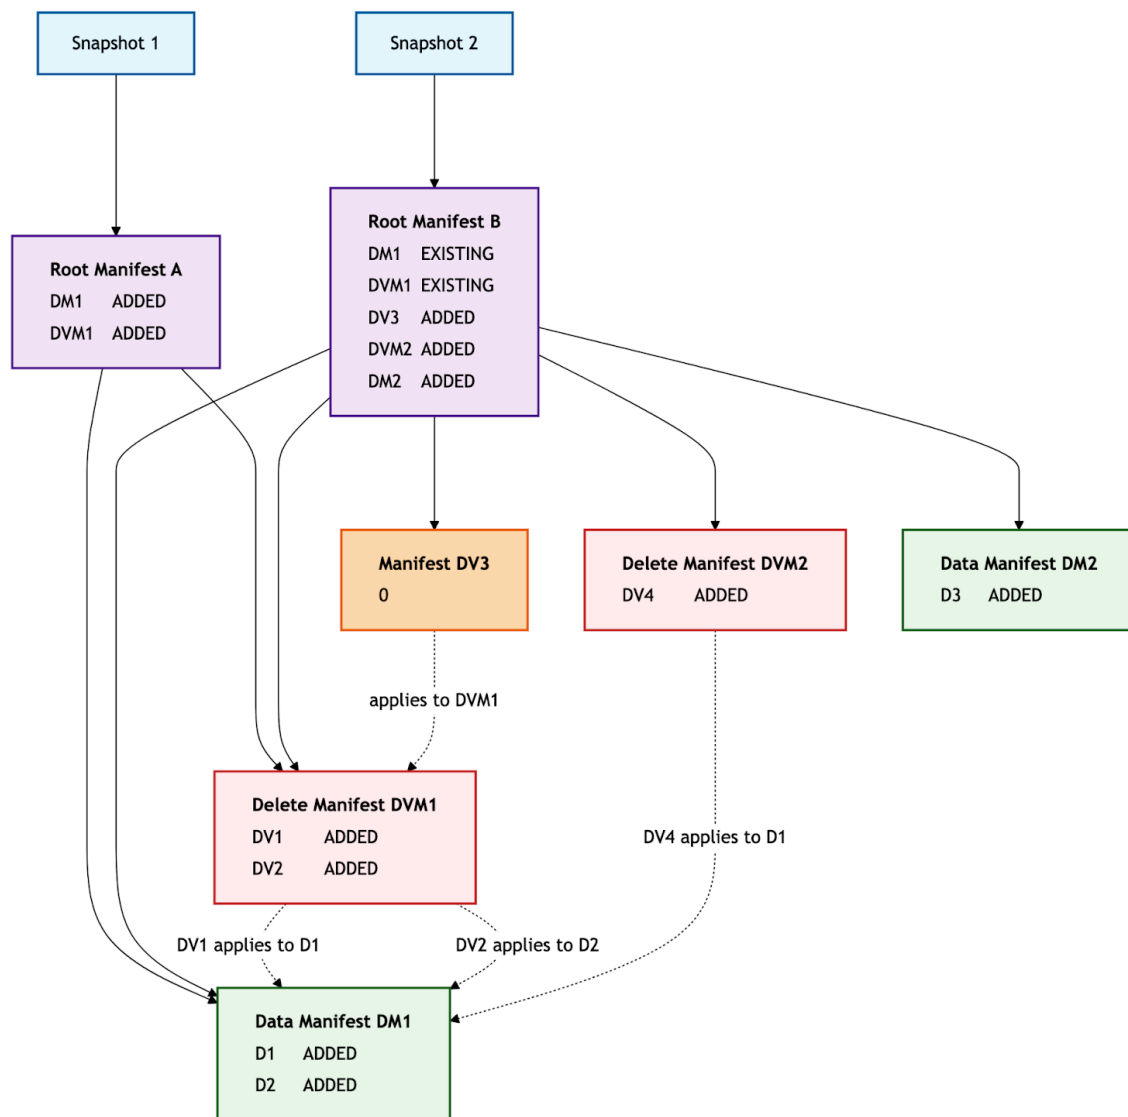 Snapshot 1
Snapshot 2
Root Manifest A
DM1 ADDED
DVM1 ADDED
Root Manifest B
DM1 EXISTING
DVM1 EXISTING
DV3 ADDED
DVM2 ADDED
DM2 ADDED
Manifest DV3
0
Delete Manifest DVM2
DV4 ADDED
Data Manifest DM2
D3 ADDED
applies to DVM1
Delete Manifest DVM1
DV1 ADDED
DV2 ADDED
DV4 applies to D1
DV1 applies to D1
DV2 applies to D2
Data Manifest DM1
D1 ADDED
D2 ADDED